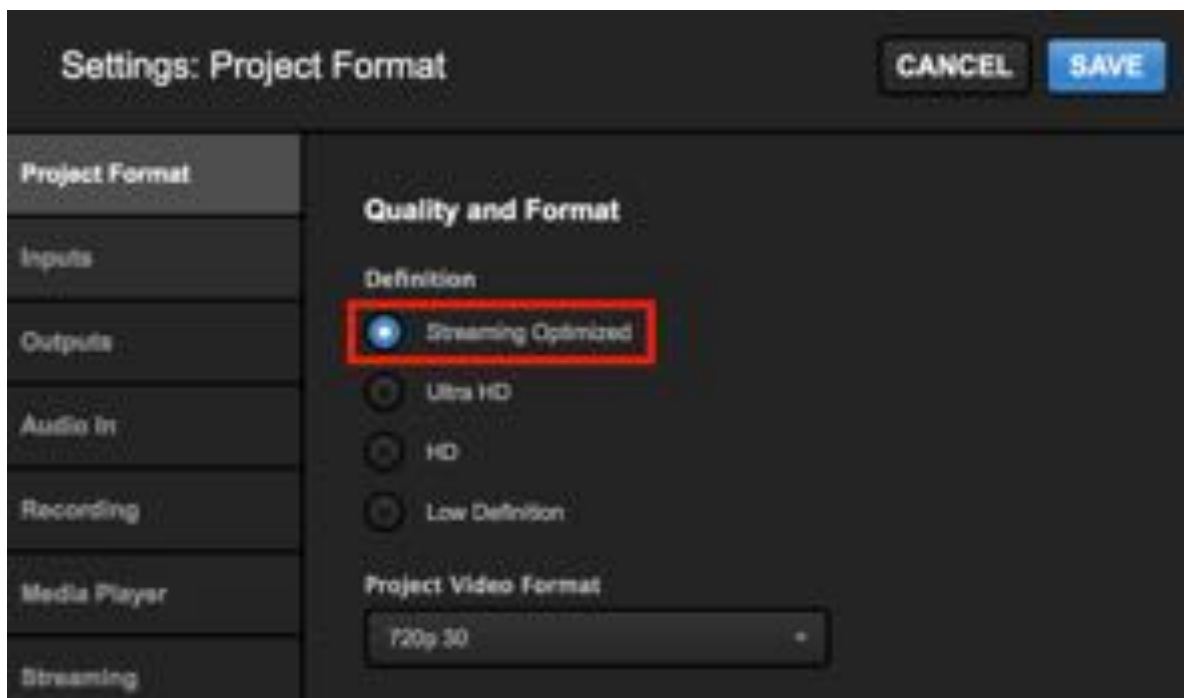 Settings: Project Format
CANCEL
SAVE
Project Format
Inputs
Outputs
Audio In
Recording
Media Player
Streaming
Quality and Format
Definition
Streaming Optimized
Ultra HD
HD
Low Definition
Project Video Format
720p 30